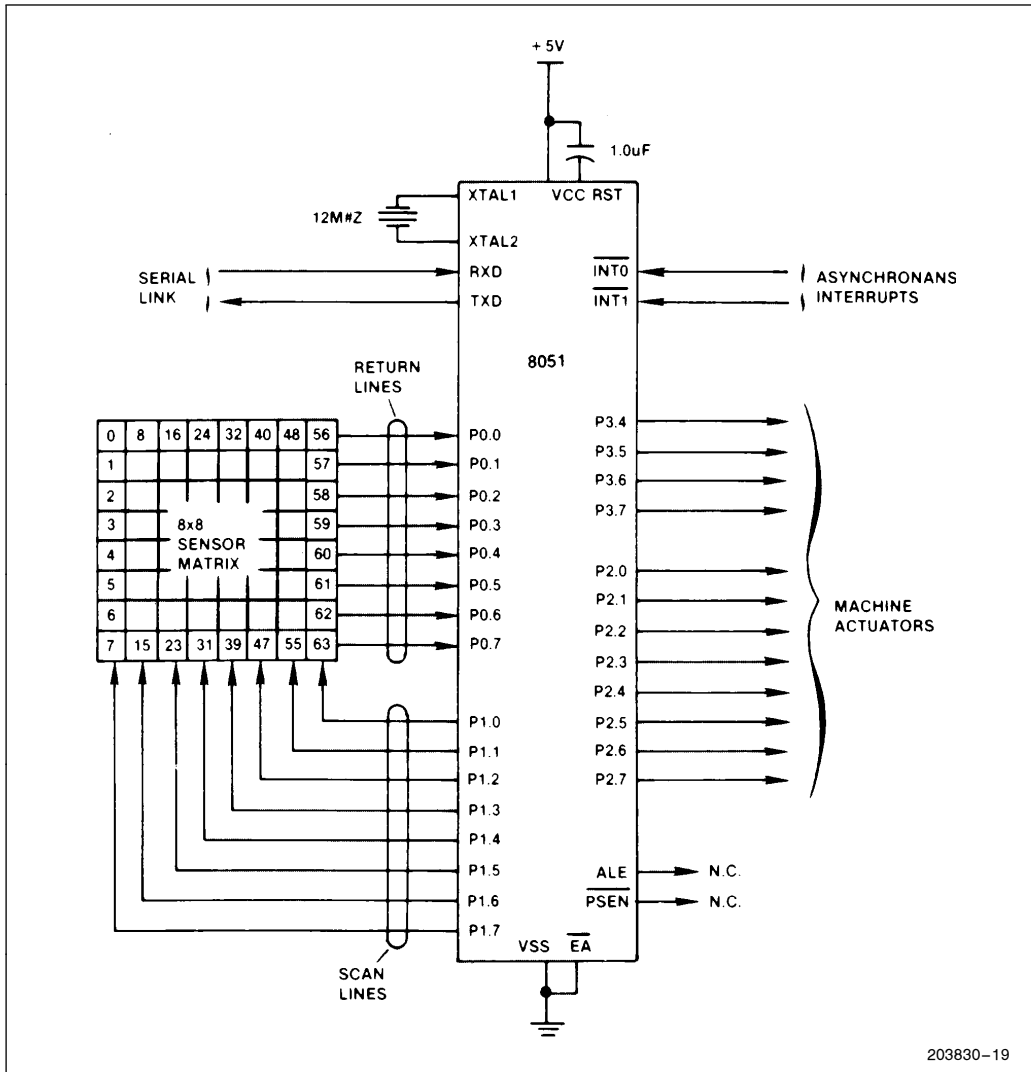 + 5V
1.0uF
XTAL1
VCC RST
12M#Z
XTAL2
SERIAL
LINK
RXD
TXD
INT0
INT1
ASYNCHRONANS
INTERRUPTS
8051
RETURN
LINES
0 8 16 24 32 40 48 56
1 57
2 58
3 59
4 60
5 61
6 62
7 15 23 31 39 47 55 63
8x8
SENSOR
MATRIX
P0.0
P0.1
P0.2
P0.3
P0.4
P0.5
P0.6
P0.7
P1.0
P1.1
P1.2
P1.3
P1.4
P1.5
P1.6
P1.7
SCAN
LINES
P3.4
P3.5
P3.6
P3.7
P2.0
P2.1
P2.2
P2.3
P2.4
P2.5
P2.6
P2.7
MACHINE
ACTUATORS
ALE
N.C.
PSEN
N.C.
VSS EA
203830-19